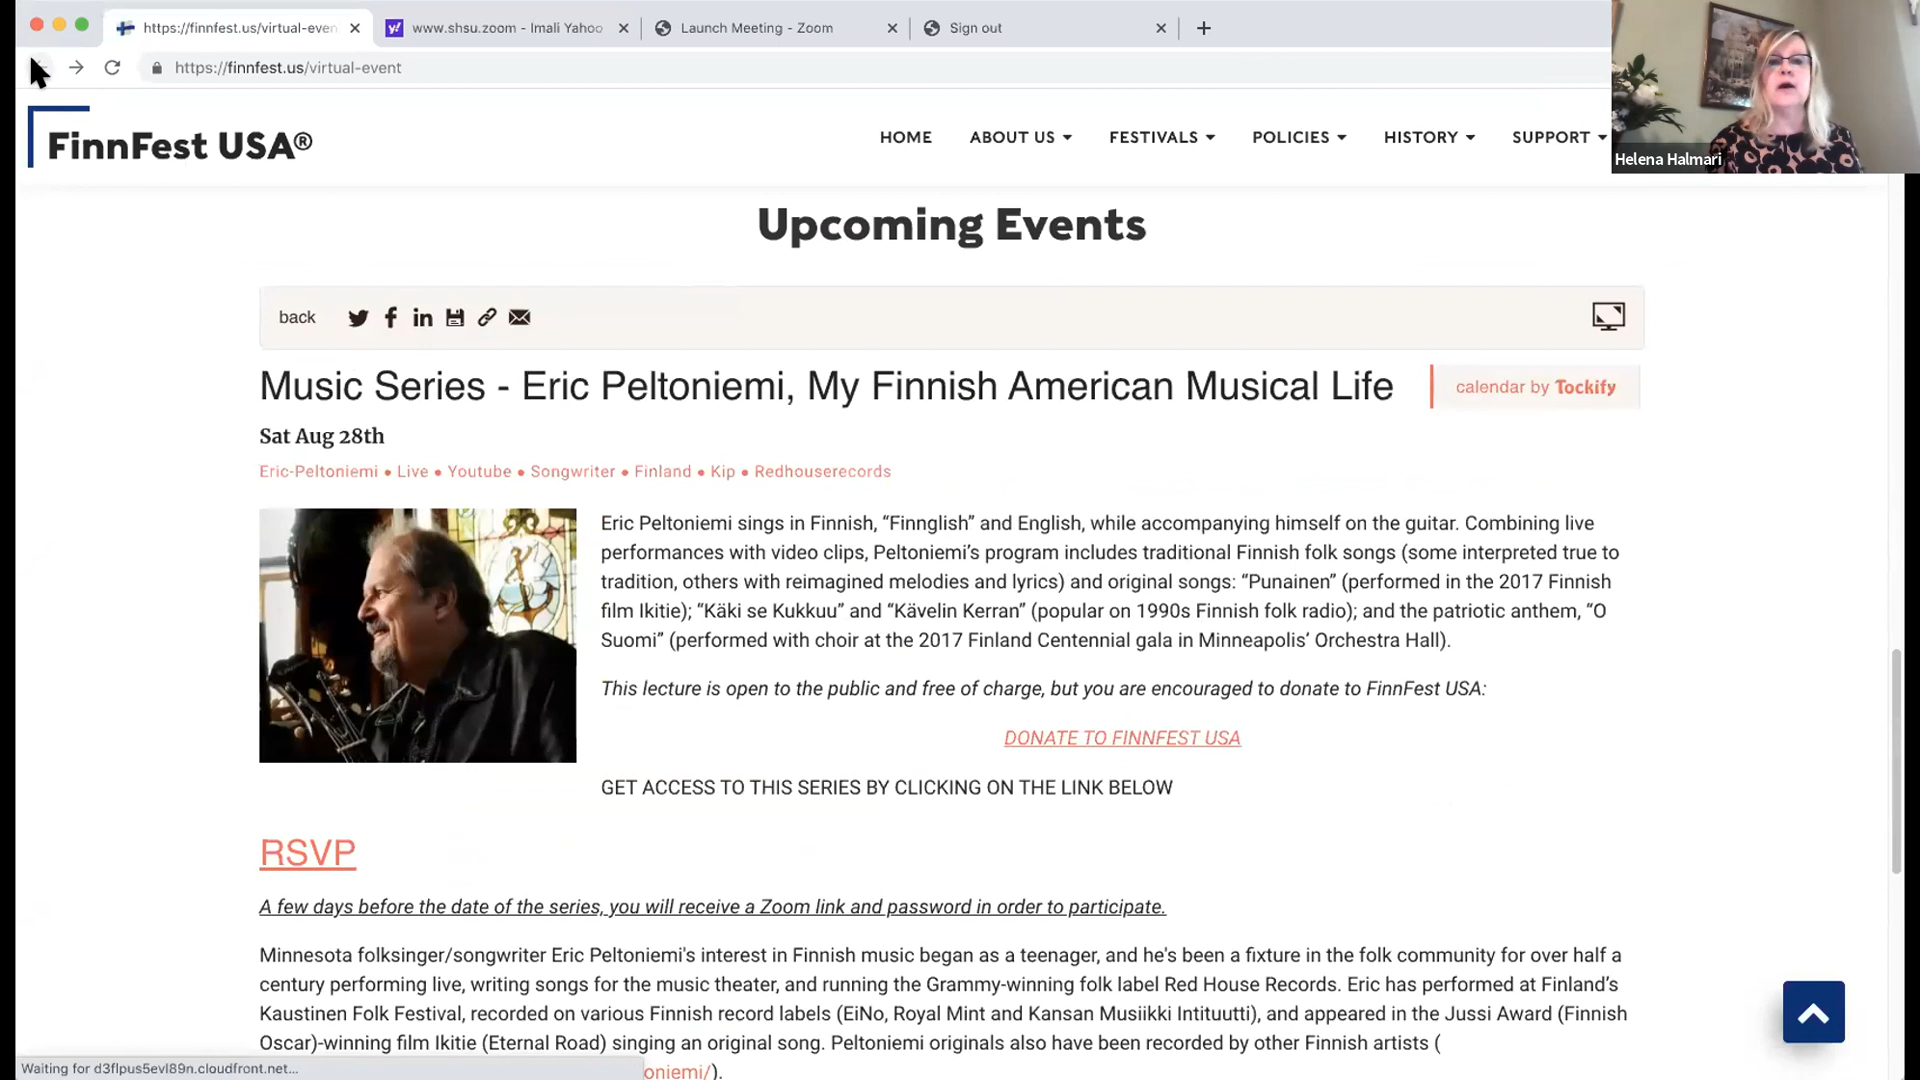 https://finnfest.us/virtual-even
www.shsu.zoom - Imali Yahoo
Launch Meeting - Zoom
Sign out
https://finnfest.us/virtual-event
FinnFest USA®
HOME ABOUT US FESTIVALS POLICIES HISTORY SUPPORT
Helena Halmari
Upcoming Events
back
Music Series - Eric Peltoniemi, My Finnish American Musical Life
calendar by Tockify
Sat Aug 28th
Eric-Peltoniemi • Live • Youtube • Songwriter • Finland • Kip • Redhouserecords
Eric Peltoniemi sings in Finnish, “Finnglish” and English, while accompanying himself on the guitar. Combining live
performances with video clips, Peltoniemi’s program includes traditional Finnish folk songs (some interpreted true to
tradition, others with reimagined melodies and lyrics) and original songs: “Punainen” (performed in the 2017 Finnish
film Ikitie); “Käki se Kukkuu” and “Kävelin Kerran” (popular on 1990s Finnish folk radio); and the patriotic anthem, “O
Suomi” (performed with choir at the 2017 Finland Centennial gala in Minneapolis’ Orchestra Hall).
This lecture is open to the public and free of charge, but you are encouraged to donate to FinnFest USA:
DONATE TO FINNFEST USA
GET ACCESS TO THIS SERIES BY CLICKING ON THE LINK BELOW
RSVP
A few days before the date of the series, you will receive a Zoom link and password in order to participate.
Minnesota folksinger/songwriter Eric Peltoniemi's interest in Finnish music began as a teenager, and he's been a fixture in the folk community for over half a
century performing live, writing songs for the music theater, and running the Grammy-winning folk label Red House Records. Eric has performed at Finland’s
Kaustinen Folk Festival, recorded on various Finnish record labels (EiNo, Royal Mint and Kansan Musiikki Intituutti), and appeared in the Jussi Award (Finnish
Oscar)-winning film Ikitie (Eternal Road) singing an original song. Peltoniemi originals also have been recorded by other Finnish artists (
Waiting for d3flpus5evl89n.cloudfront.net...
oniemi/).